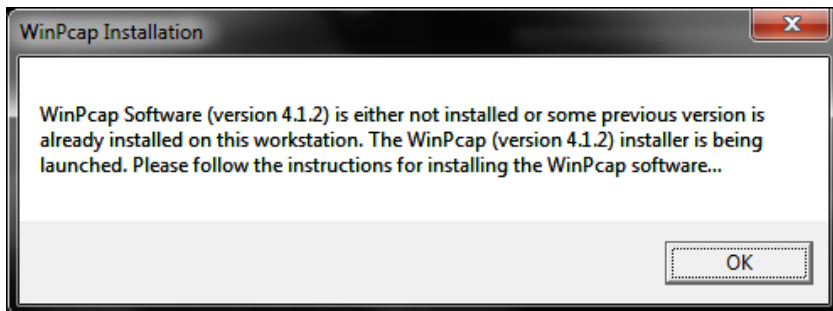 WinPcap Installation
WinPcap Software (version 4.1.2) is either not installed or some previous version is
already installed on this workstation. The WinPcap (version 4.1.2) installer is being
launched. Please follow the instructions for installing the WinPcap software...
OK